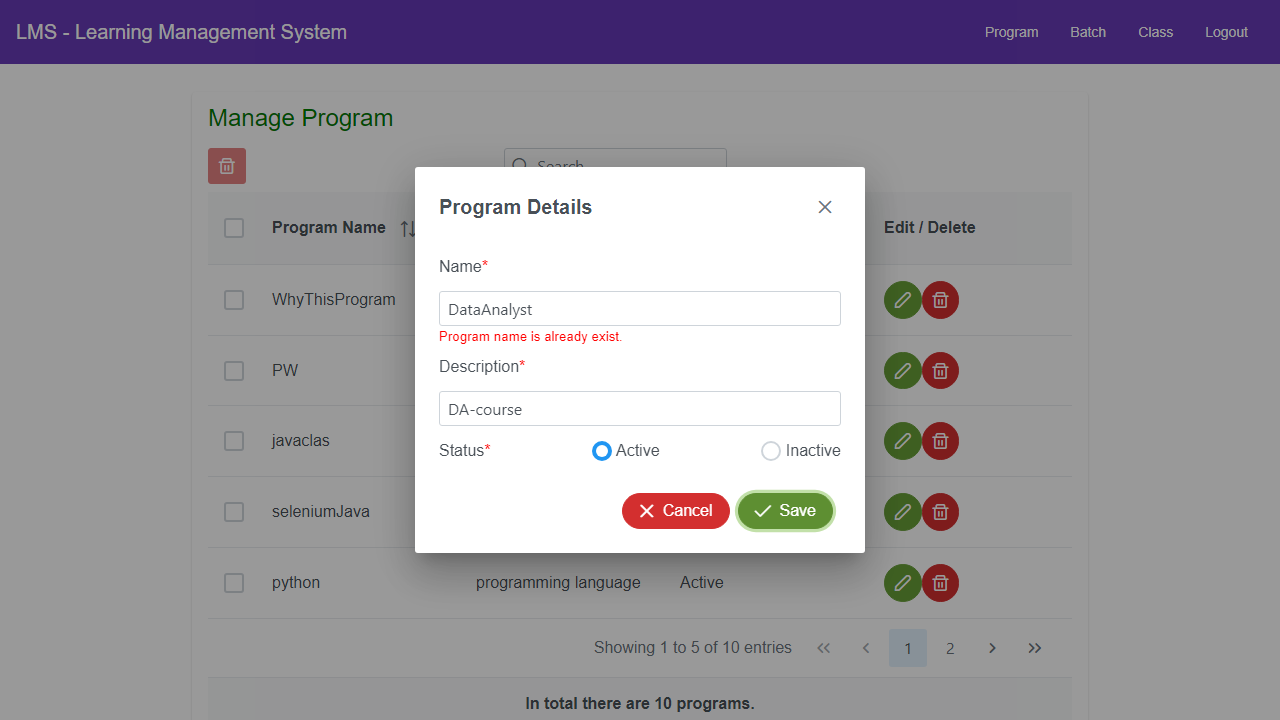 LMS - Learning Management System
Program Batch Class Logout
Manage Program
Search...
Program Details
Program Name Edit / Delete
Name*
WhyThisProgram
DataAnalyst
Program name is already exist.
Description*
PW
DA-course
javaclas
Status* Active Inactive
seleniumJava
Cancel Save
python programming language Active
Showing 1 to 5 of 10 entries 1 2
In total there are 10 programs.